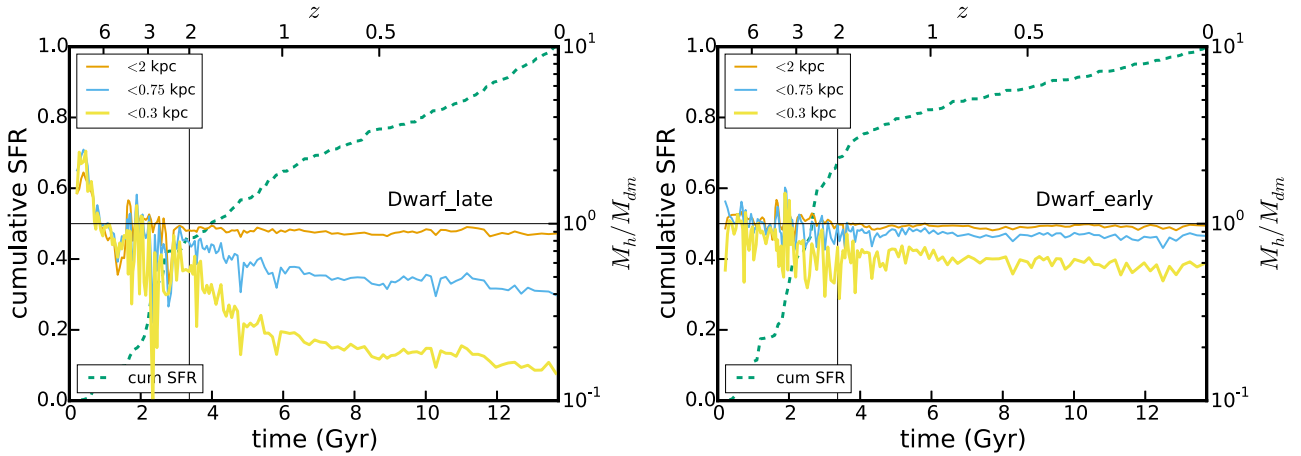 z
6 3 2 1 0.5 0
1.0 0.8 0.6 0.4 0.2 0.0
cumulative SFR
<2 kpc
<0.75 kpc
<0.3 kpc
Dwarf_late
cum SFR
10^1 10^0 10^-1
M_h/M_dm
0 2 4 6 8 10 12
time (Gyr)
z
6 3 2 1 0.5 0
1.0 0.8 0.6 0.4 0.2 0.0
cumulative SFR
<2 kpc
<0.75 kpc
<0.3 kpc
Dwarf_early
cum SFR
10^1 10^0 10^-1
M_h/M_dm
0 2 4 6 8 10 12
time (Gyr)